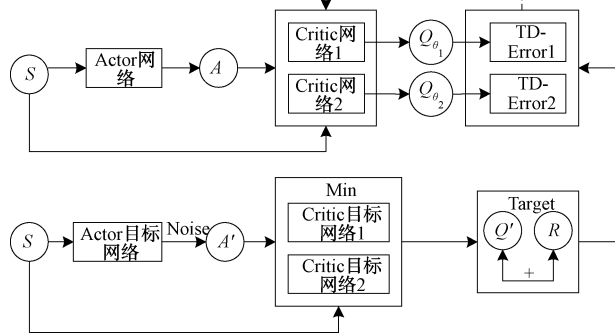 S
Actor网
络
A
Critic网
络1
Critic网
络2
Qθ1
Qθ2
TD-
Error1
TD-
Error2
S
Actor目标
网络
Noise
A′
Min
Critic目标
网络1
Critic目标
网络2
Target
Q′
R
+